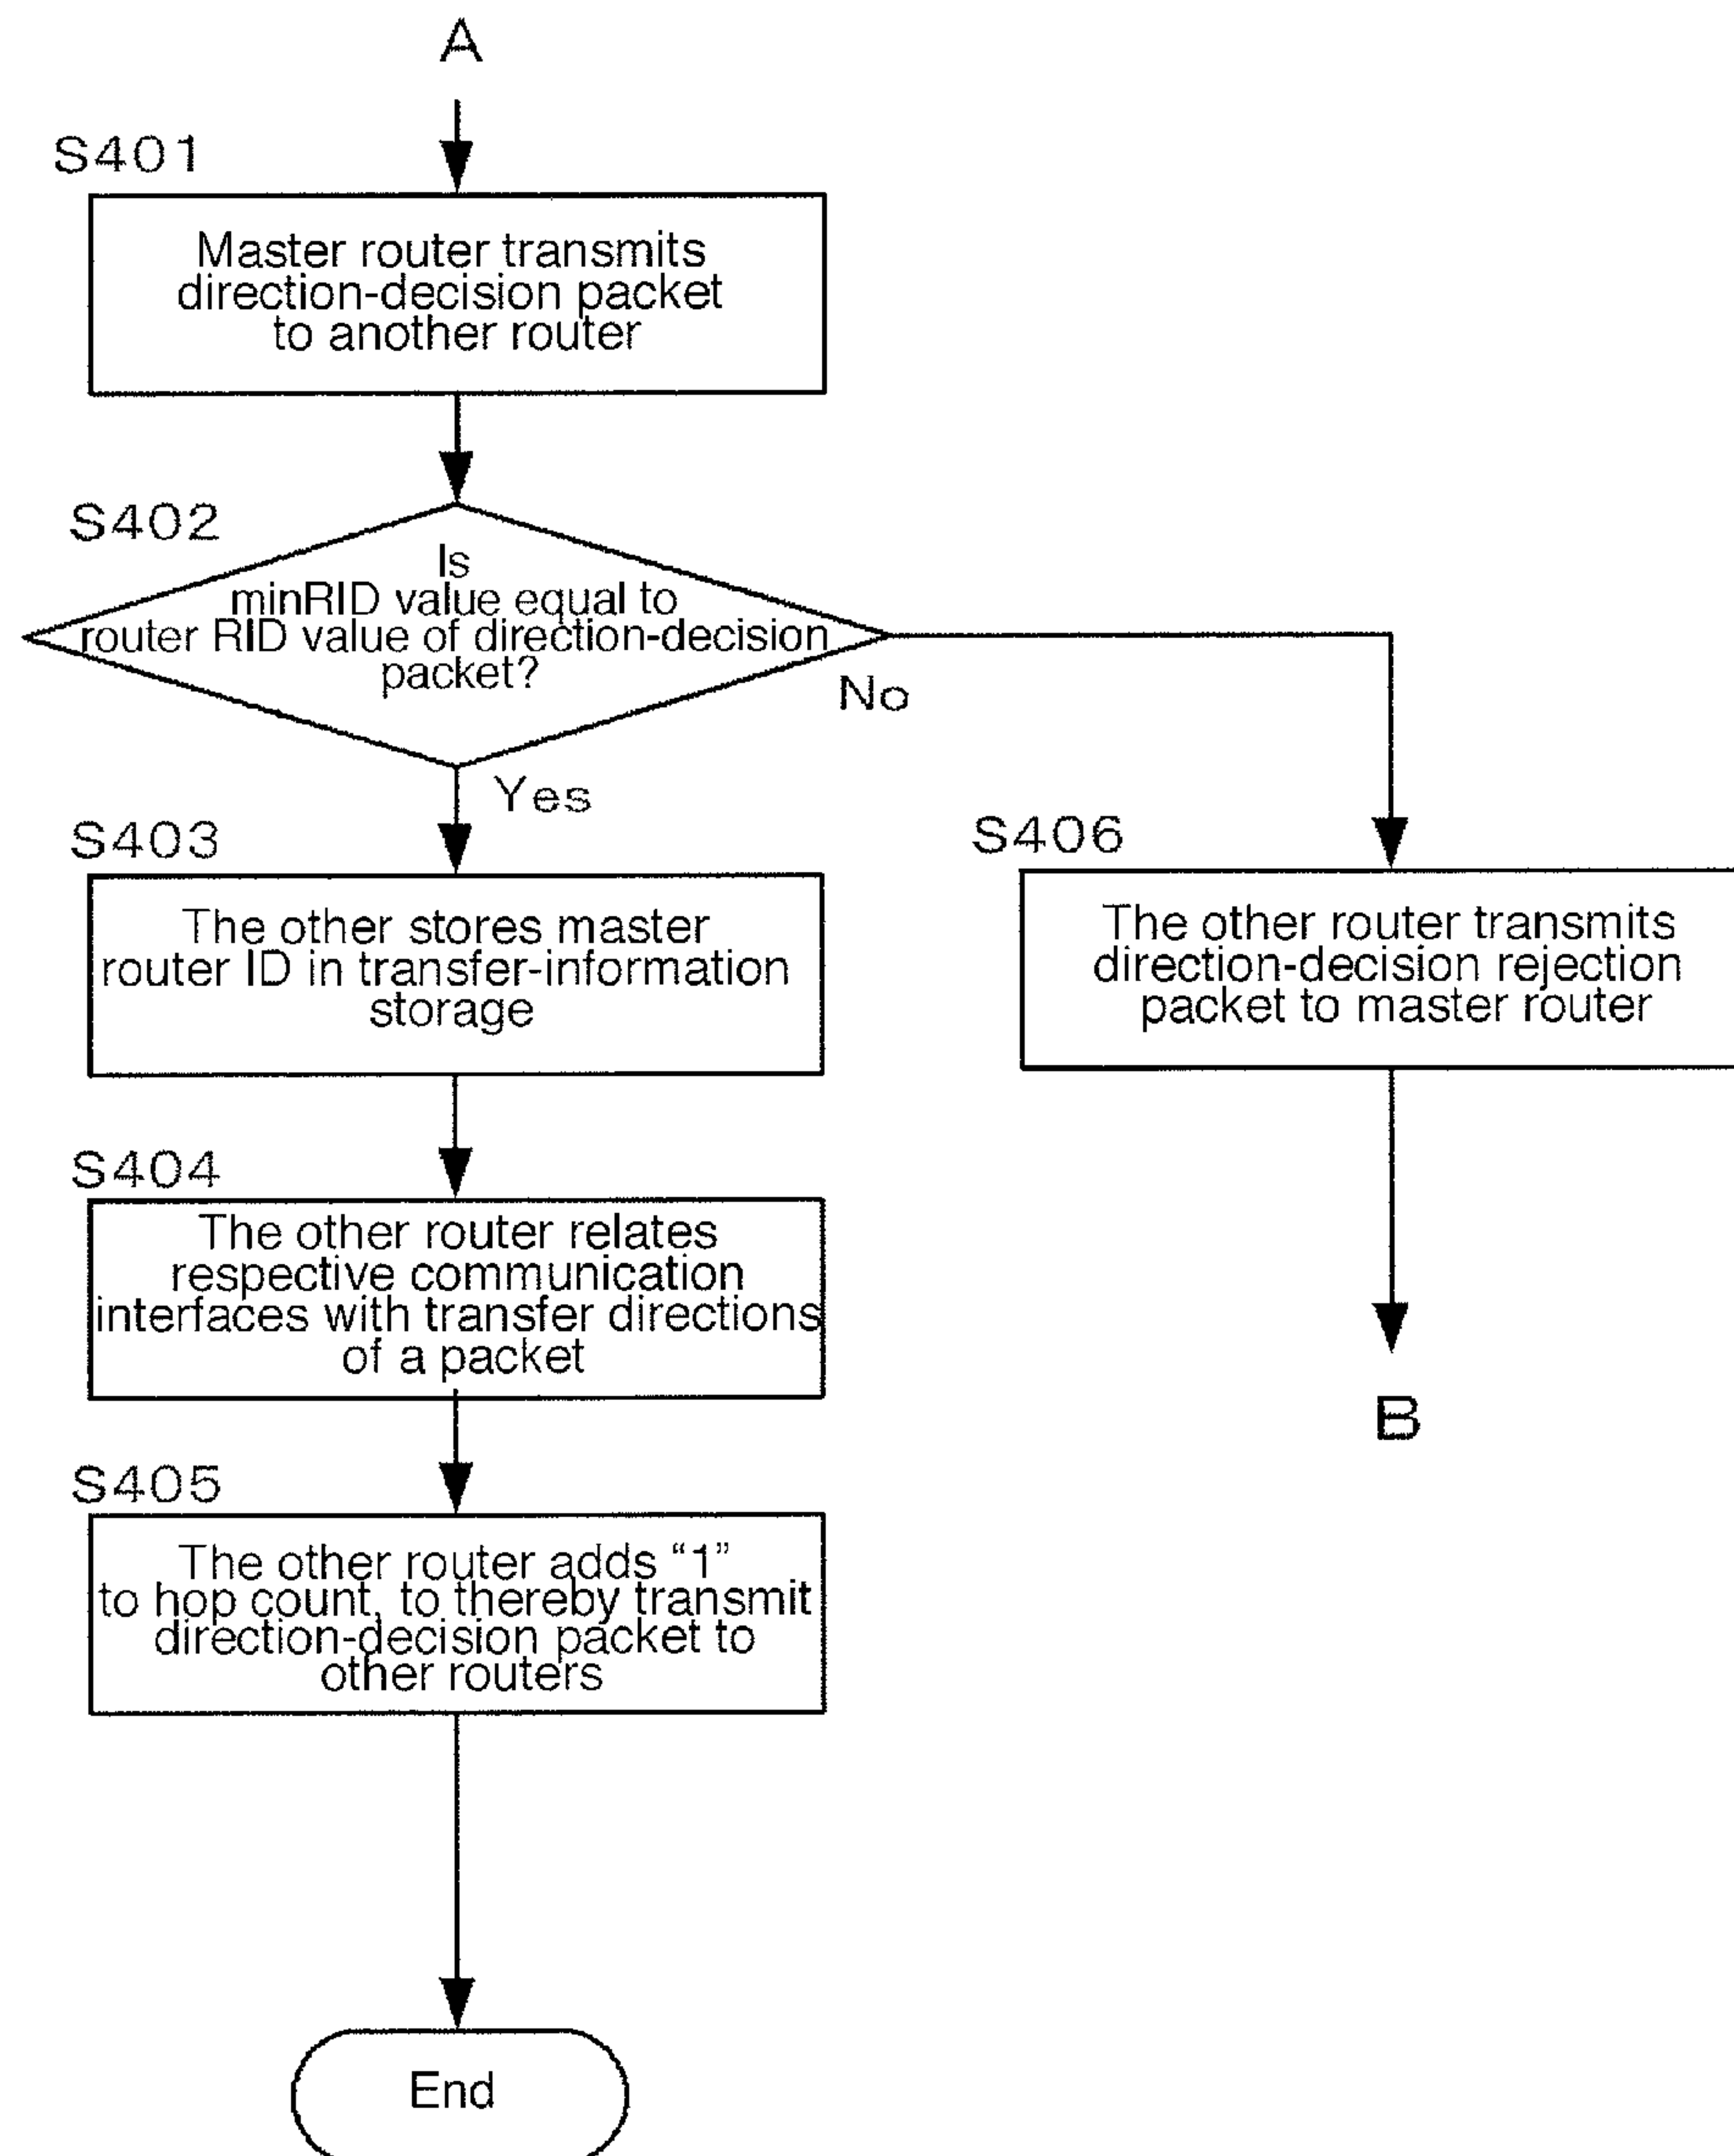 A
S401
Master router transmits
direction-decision packet
to another router
S402
Is
minRID value equal to
router RID value of direction-decision
packet?
No
Yes
S403
The other stores master
router ID in transfer-information
storage
S406
The other router transmits
direction-decision rejection
packet to master router
S404
The other router relates
respective communication
interfaces with transfer directions
of a packet
B
S405
The other router adds “1”
to hop count, to thereby transmit
direction-decision packet to
other routers
End